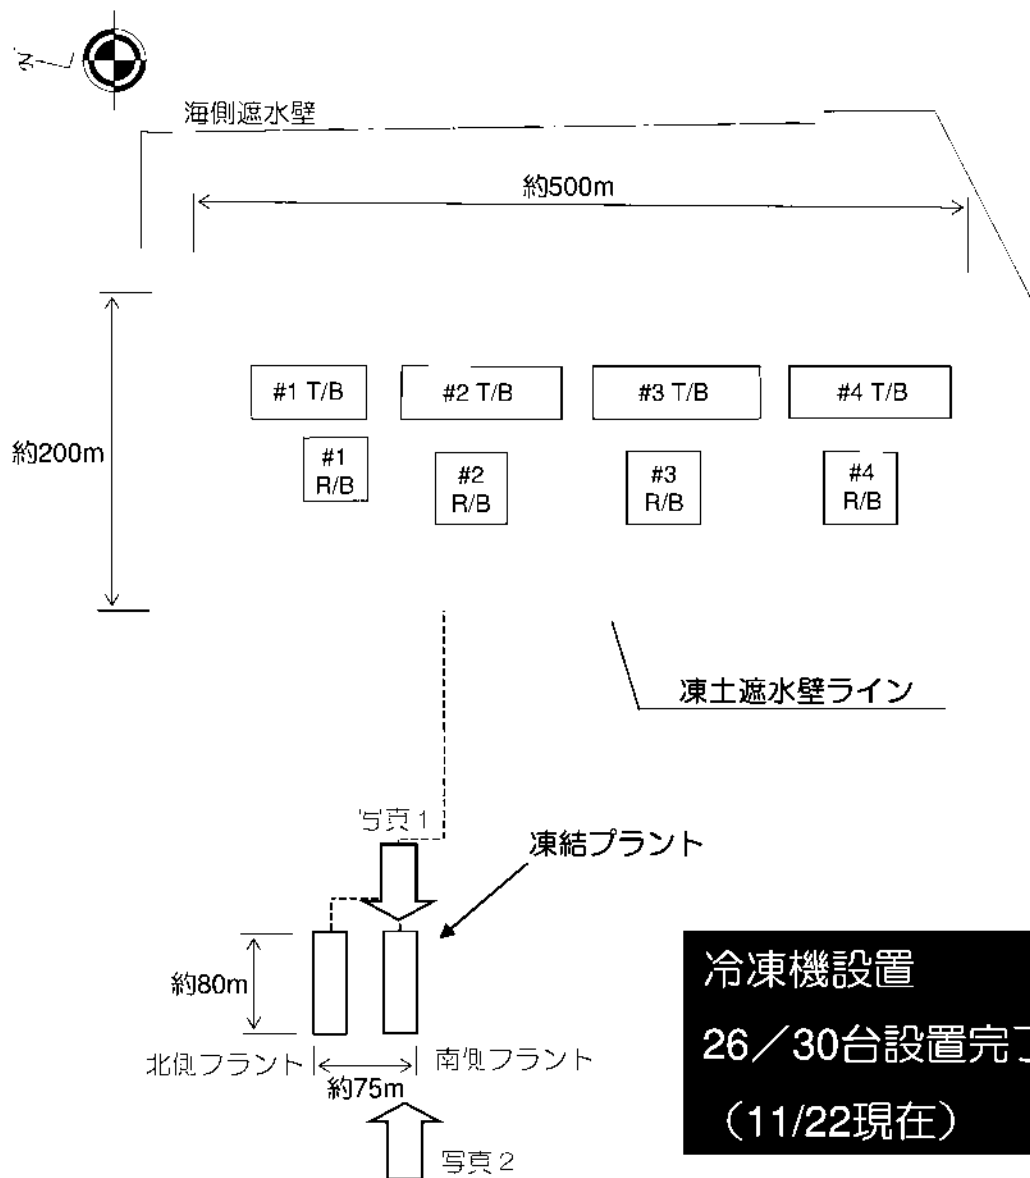 N
海側遮水壁
約500m
#1 T/B
#2 T/B
#3 T/B
#4 T/B
約200m
#1
R/B
#2
R/B
#3
R/B
#4
R/B
凍土遮水壁ライン
写真1
凍結プラント
約80m
北側フラント
南側フラント
約75m
写真2
冷凍機設置
26／30台設置完了
（11/22現在）